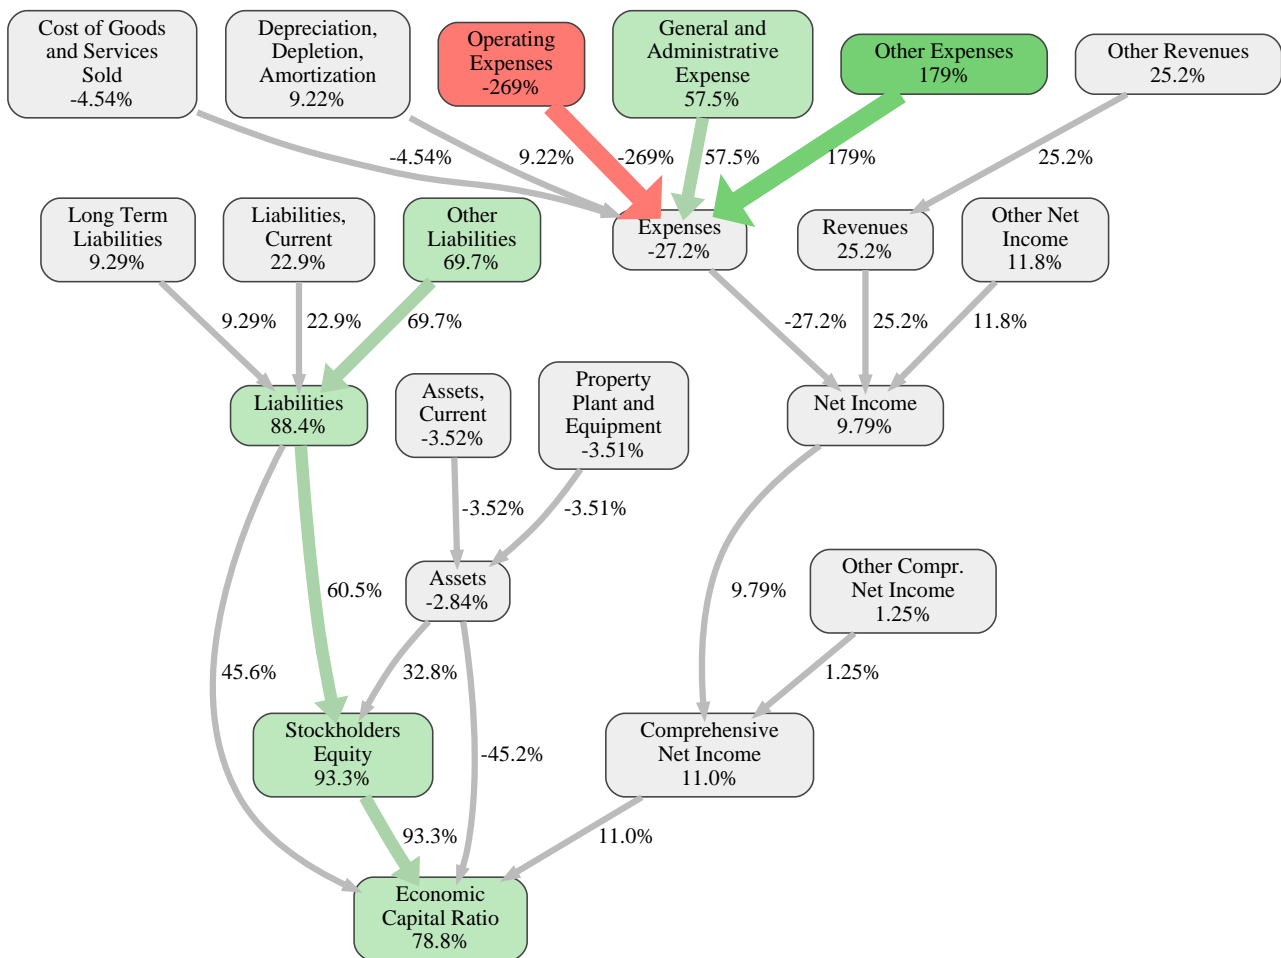 Cost of Goods
and Services
Sold
-4.54%
Depreciation,
Depletion,
Amortization
9.22%
Operating
Expenses
-269%
General and
Administrative
Expense
57.5%
Other Expenses
179%
Other Revenues
25.2%
-4.54%
9.22%
-269%
57.5%
179%
25.2%
Long Term
Liabilities
9.29%
Liabilities,
Current
22.9%
Other
Liabilities
69.7%
Expenses
-27.2%
Revenues
25.2%
Other Net
Income
11.8%
9.29%
22.9%
69.7%
-27.2%
25.2%
11.8%
Liabilities
88.4%
Assets,
Current
-3.52%
Property
Plant and
Equipment
-3.51%
Net Income
9.79%
-3.52%
-3.51%
60.5%
Assets
-2.84%
9.79%
Other Compr.
Net Income
1.25%
45.6%
32.8%
1.25%
Stockholders
Equity
93.3%
-45.2%
Comprehensive
Net Income
11.0%
93.3%
11.0%
Economic
Capital Ratio
78.8%